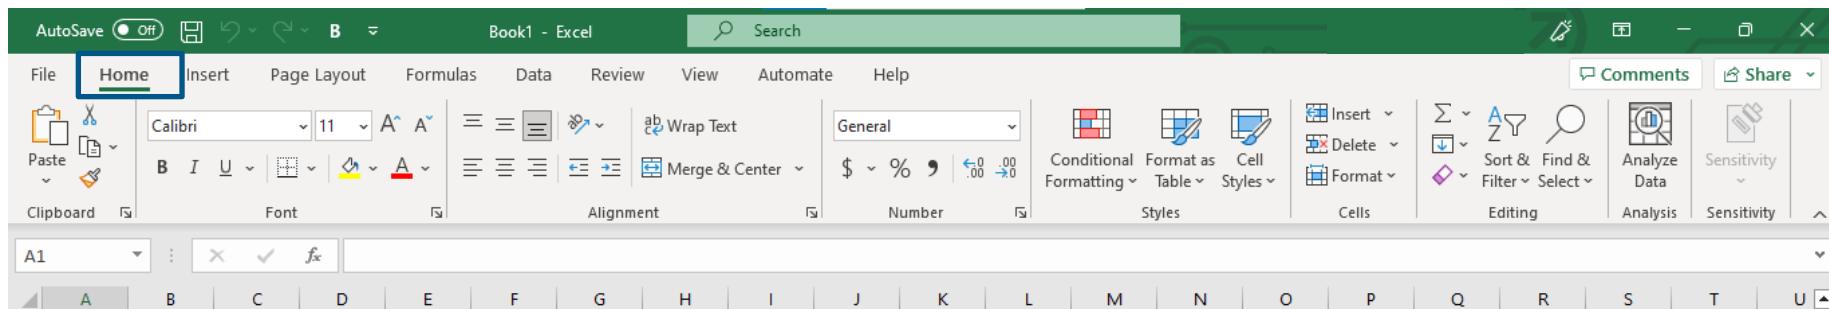 AutoSave Off B Book1 - Excel Search
File Home Insert Page Layout Formulas Data Review View Automate Help Comments Share
Calibri 11 A A ab Wrap Text General Insert
Paste B I U A Merge & Center $ % , .00 Conditional Formatting Format as Table Cell Styles Delete Σ Sort & Filter Find & Select Analyze Data Sensitivity
Format
Clipboard Font Alignment Number Styles Cells Editing Analysis Sensitivity
A1 fx
A B C D E F G H I J K L M N O P Q R S T U